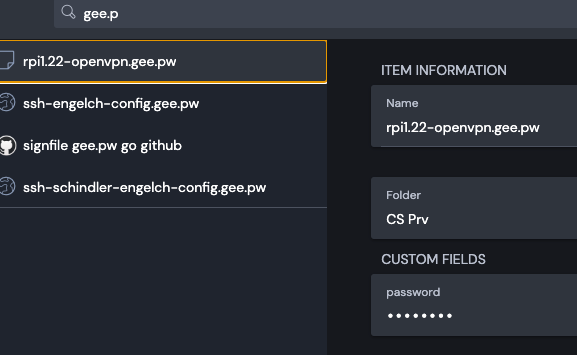 gee.p
rpi1.22-openvpn.gee.pw
ssh-engelch-config.gee.pw
signfile gee.pw go github
ssh-schindler-engelch-config.gee.pw
ITEM INFORMATION
Name
rpi1.22-openvpn.gee.pw
Folder
CS Prv
CUSTOM FIELDS
password
••••••••